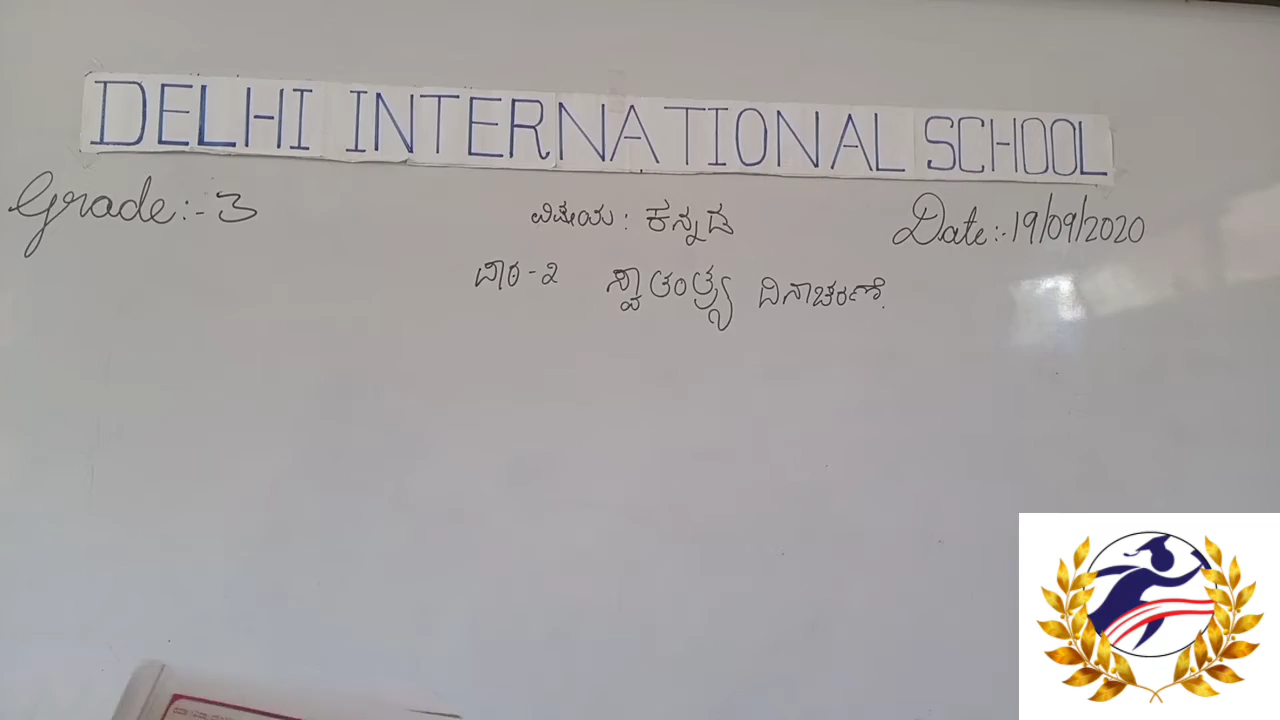 DELHI INTERNATIONAL SCHOOL
Grade:-3
ವಿಷಯ: ಕನ್ನಡ
Date:-19/09/2020
ಪಾಠ-೨ ಸ್ವಾತಂತ್ರ್ಯ ದಿನಾಚರಣೆ.